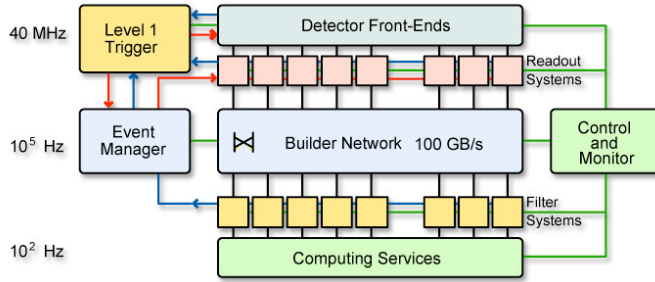 40 MHz
Level 1
Trigger
Detector Front-Ends
Readout
Systems
10⁵ Hz
Event
Manager
Builder Network 100 GB/s
Control
and
Monitor
Filter
Systems
10² Hz
Computing Services